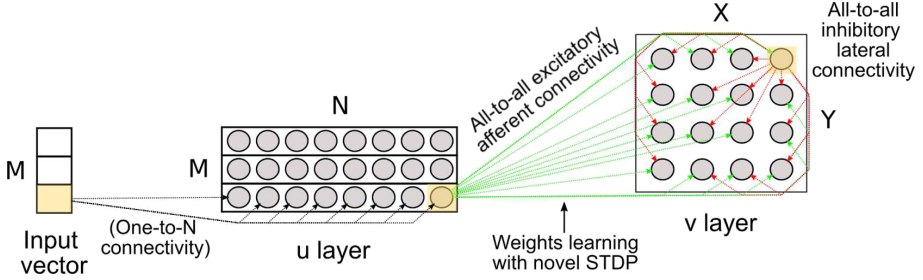 M
Input
vector
(One-to-N
connectivity)
N
M
u layer
All-to-all excitatory
afferent connectivity
Weights learning
with novel STDP
X
Y
v layer
All-to-all
inhibitory
lateral
connectivity